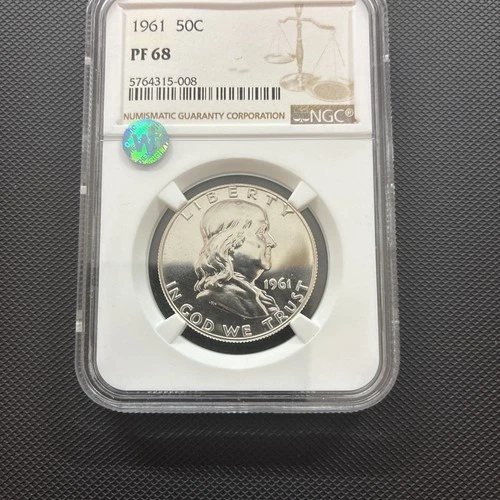 1961 50C
PF 68
5764315-008
NUMISMATIC GUARANTY CORPORATION
NGC®
W
LIBERTY
1961
IN GOD WE TRUST